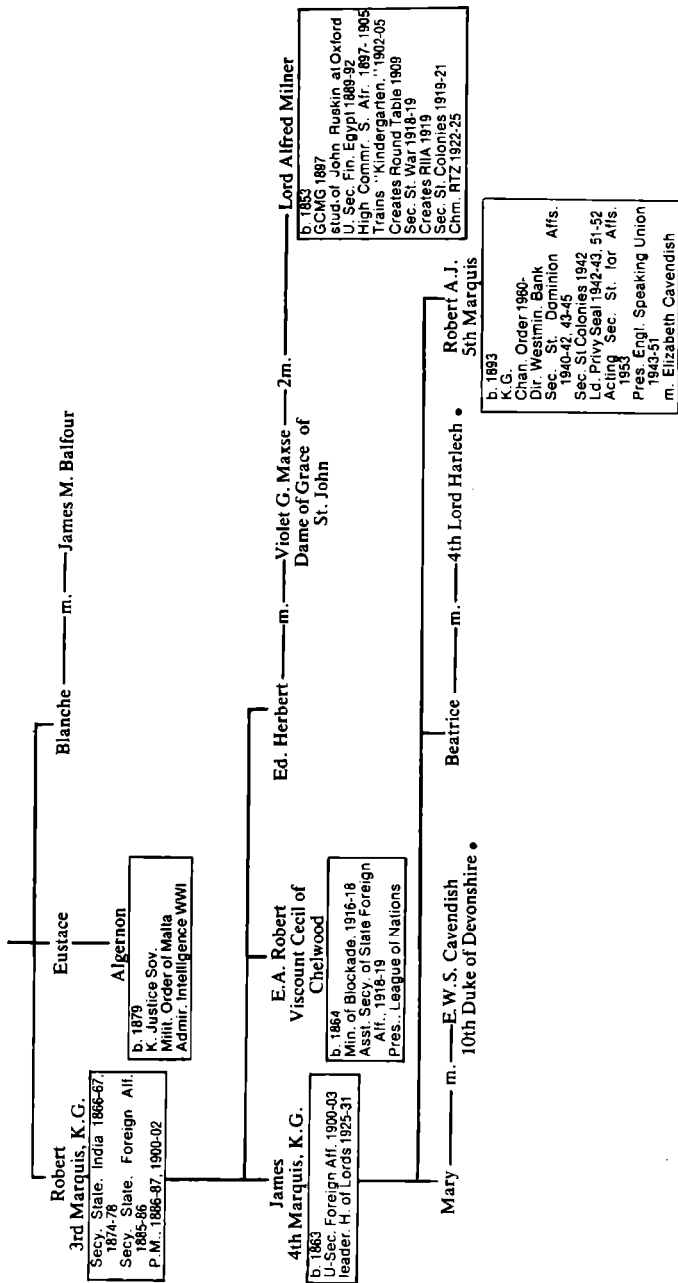 Robert
3rd Marquis, K.G.
Secy. State. India 1866-67,
1874-78
Secy. State. Foreign Aff.
1885-86
P.M., 1886-87, 1900-02
Eustace
Algernon
b. 1879
K. Justice Sov.
Milit. Order of Malta
Admir. Intelligence WWI
Blanche — m. — James M. Balfour
James
4th Marquis, K.G.
b. 1863
U-Sec. Foreign Aff. 1900-03
leader. H. of Lords 1925-31
E.A. Robert
Viscount Cecil of
Chelwood
b. 1864
Min. of Blockade, 1916-18
Asst. Secy. of State Foreign
Aff., 1918-19
Pres., League of Nations
Ed. Herbert — m. — Violet G. Maxse — 2m. — Lord Alfred Milner
Dame of Grace of
St. John
b. 1853
GCMG 1897
stud. of John Ruskin at Oxford
U. Sec. Fin. Egypt 1889-92
High Commr. S. Afr. 1897-1905
Trains "Kindergarten," 1902-05
Creates Round Table 1909
Sec. St. War 1918-19
Creates RIIA 1919
Sec. St. Colonies 1919-21
Chm. RTZ 1922-25
Mary — m. — E.W.S. Cavendish
10th Duke of Devonshire •
Beatrice — m. — 4th Lord Harlech •
Robert A.J.
5th Marquis
b. 1893
K.G.
Chan. Order 1960-
Dir. Westmin. Bank
Sec. St. Dominion Affs.
1940-42, 43-45
Sec. St Colonies 1942
Ld. Privy Seal 1942-43, 51-52
Acting Sec. St. for Affs.
1953
Pres. Engl. Speaking Union
1943-51
m. Elizabeth Cavendish